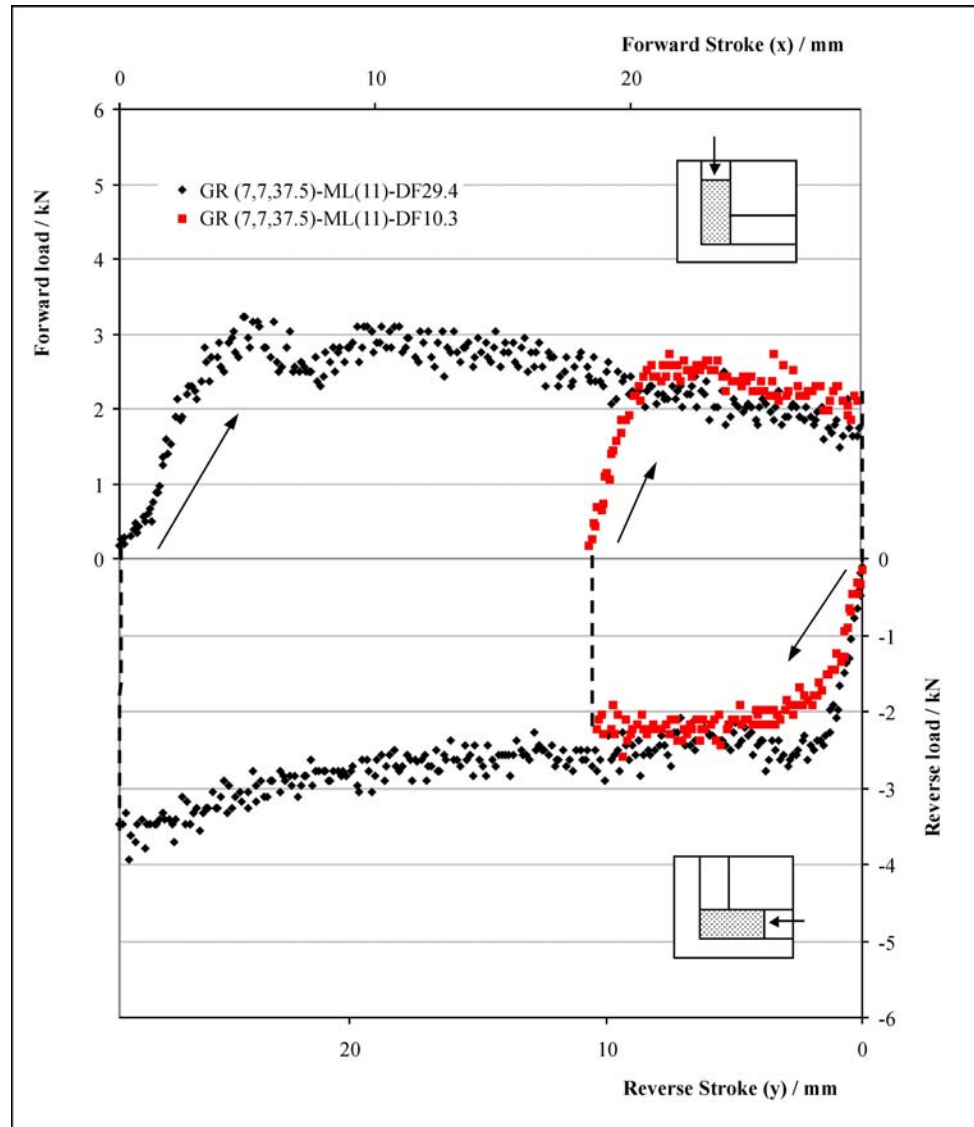 Forward Stroke (x) / mm
0 10 20
6
5
4
3
2
1
0
Forward load / kN
GR (7,7,37.5)-ML(11)-DF29.4
GR (7,7,37.5)-ML(11)-DF10.3
0
-1
-2
-3
-4
-5
-6
Reverse load / kN
20 10 0
Reverse Stroke (y) / mm